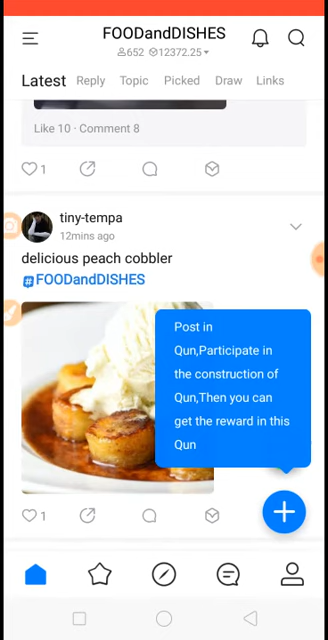 FOODandDISHES
652 12372.25
Latest Reply Topic Picked Draw Links
Like 10 · Comment 8
1
tiny-tempa
12mins ago
delicious peach cobbler
#FOODandDISHES
Post in
Qun,Participate in
the construction of
Qun,Then you can
get the reward in this
Qun
1